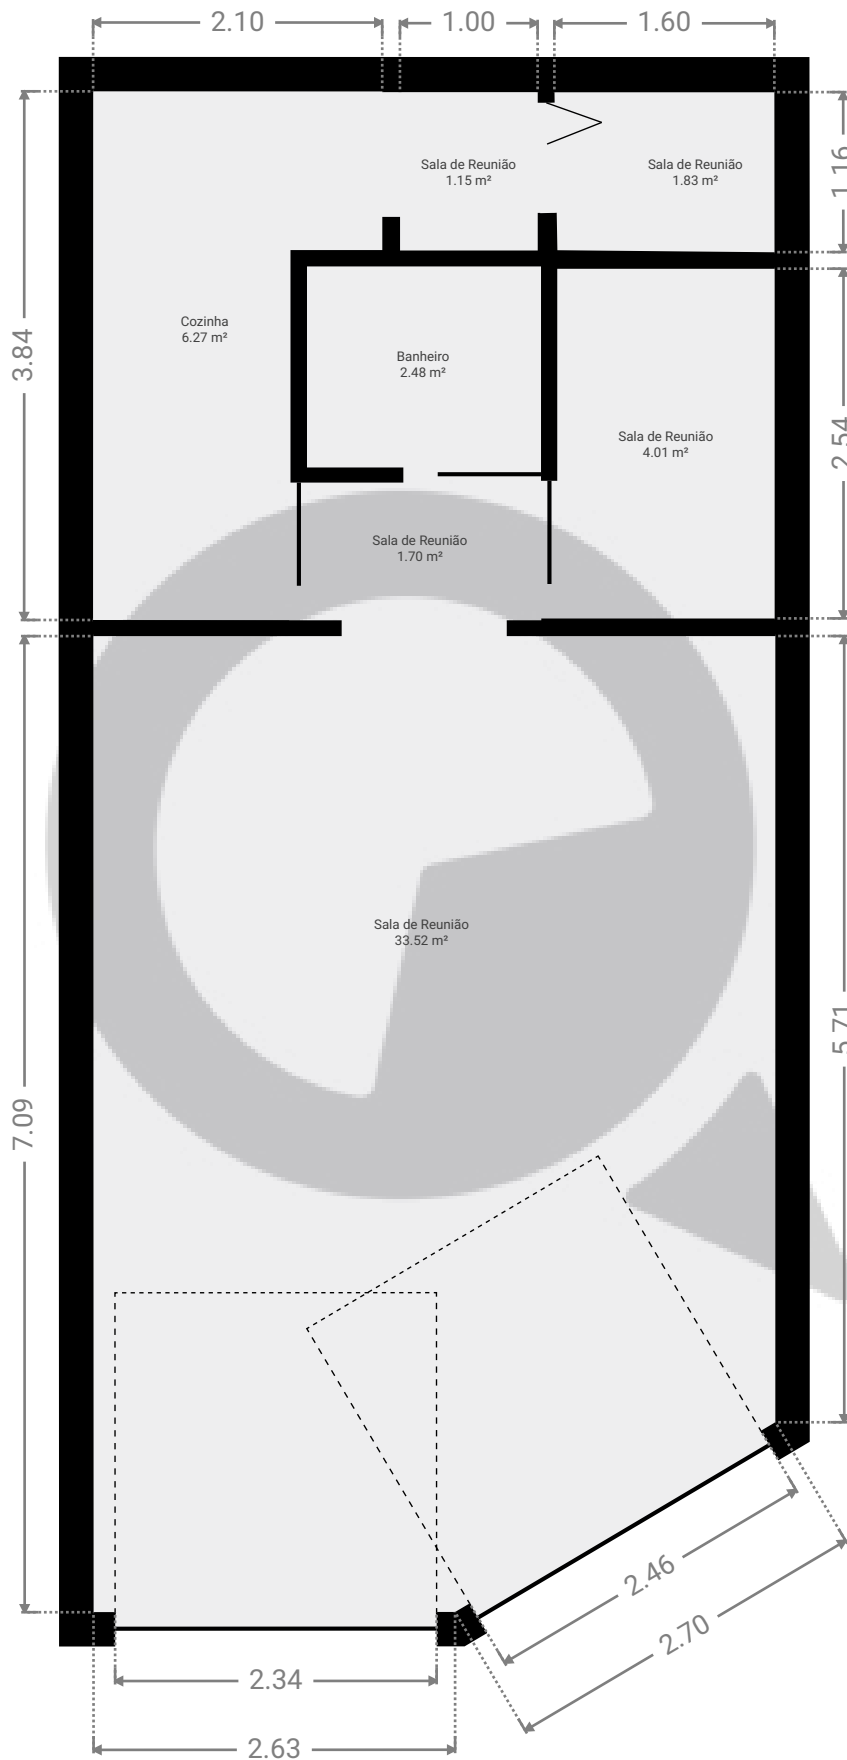 2.10
1.00
1.60
1.16
Sala de Reunião
1.15 m²
Sala de Reunião
1.83 m²
3.84
Cozinha
6.27 m²
Banheiro
2.48 m²
2.54
Sala de Reunião
4.01 m²
Sala de Reunião
1.70 m²
Sala de Reunião
33.52 m²
5.71
7.09
2.46
2.70
2.34
2.63